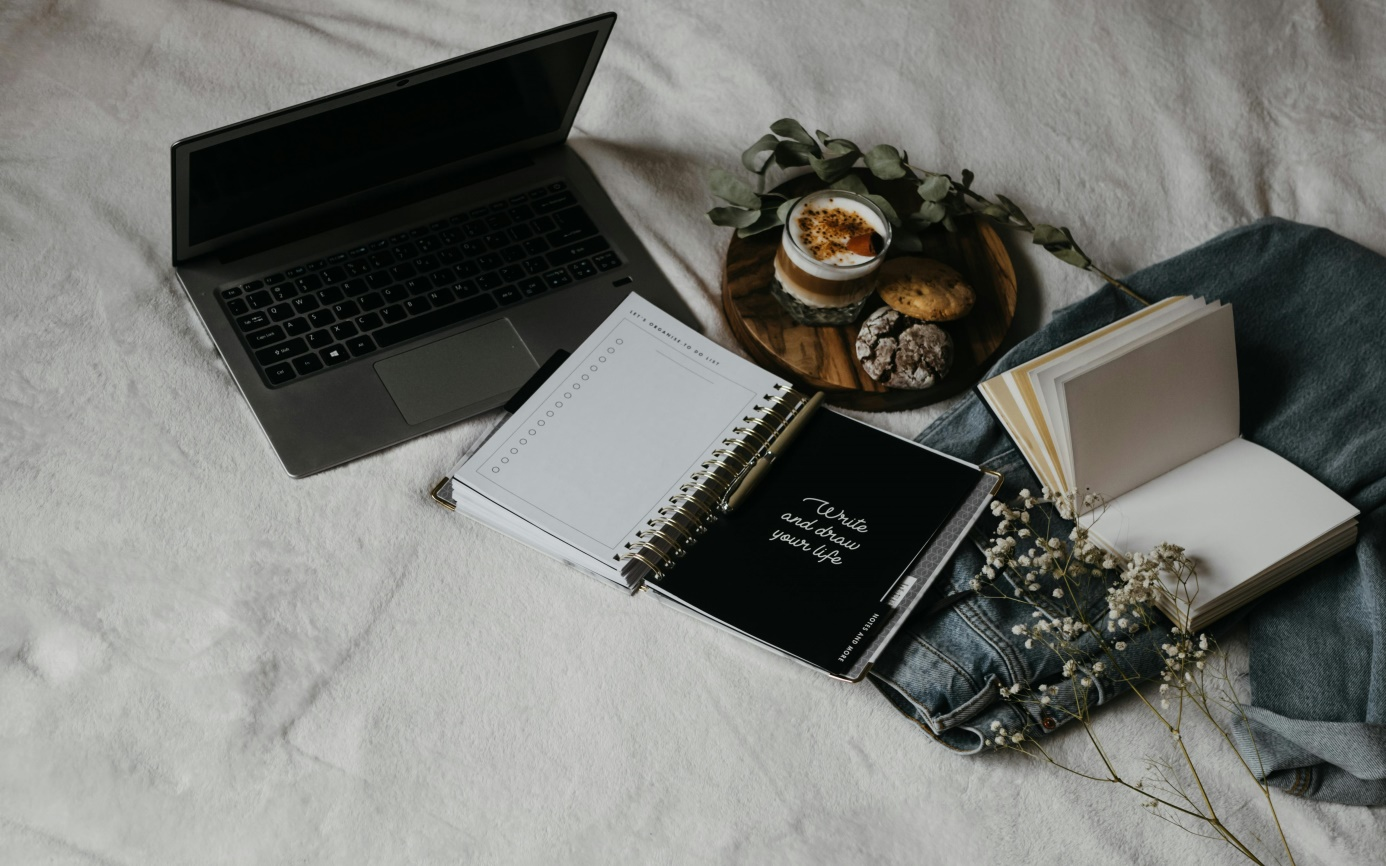 LET'S ORGANISE-TO DO LIST
Write
and draw
your life
NOTES AND MORE